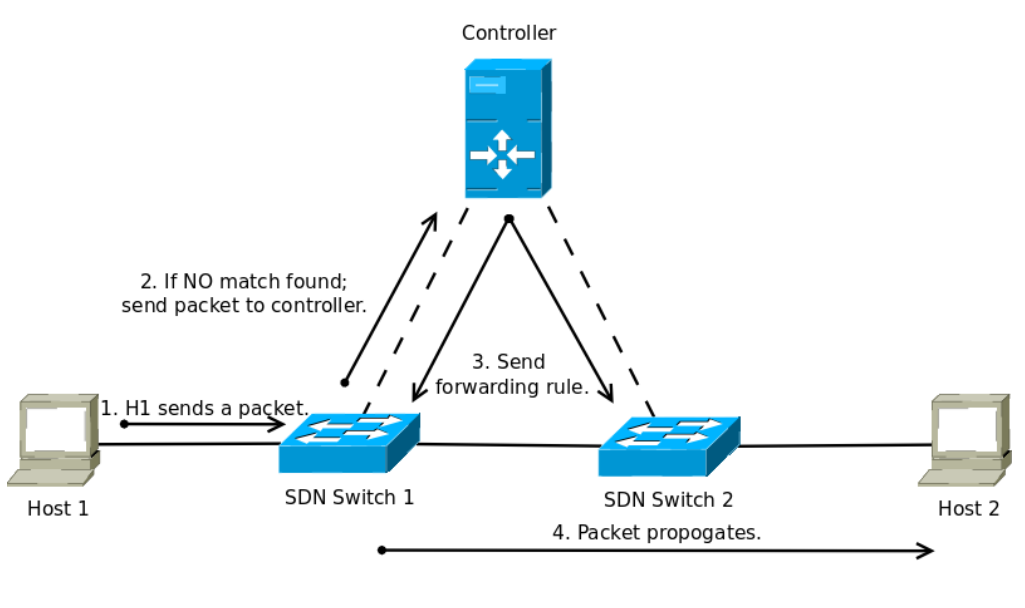 Controller
2. If NO match found;
send packet to controller.
3. Send
forwarding rule.
1. H1 sends a packet.
Host 1
SDN Switch 1
SDN Switch 2
Host 2
4. Packet propogates.